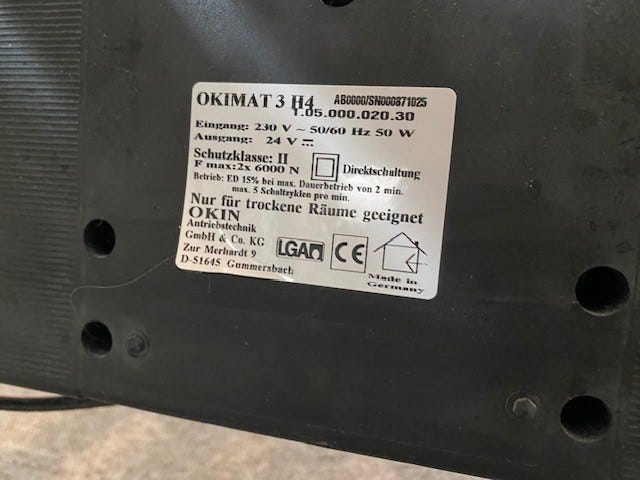 OKIMAT 3 H4 AB0000/SN000871025
1.05.000.020.30
Eingang: 230 V ~ 50/60 Hz 50 W
Ausgang: 24 V ⎓
Schutzklasse: II Direktschaltung
F max:2x 6000 N
Betrieb: ED 15% bei max. Dauerbetrieb von 2 min.
max. 5 Schaltzyklen pro min.
Nur für trockene Räume geeignet
OKIN
Antriebstechnik
GmbH & Co. KG
Zur Merhardt 9
D-51645 Gummersbach
LGA CE
Made in
Germany